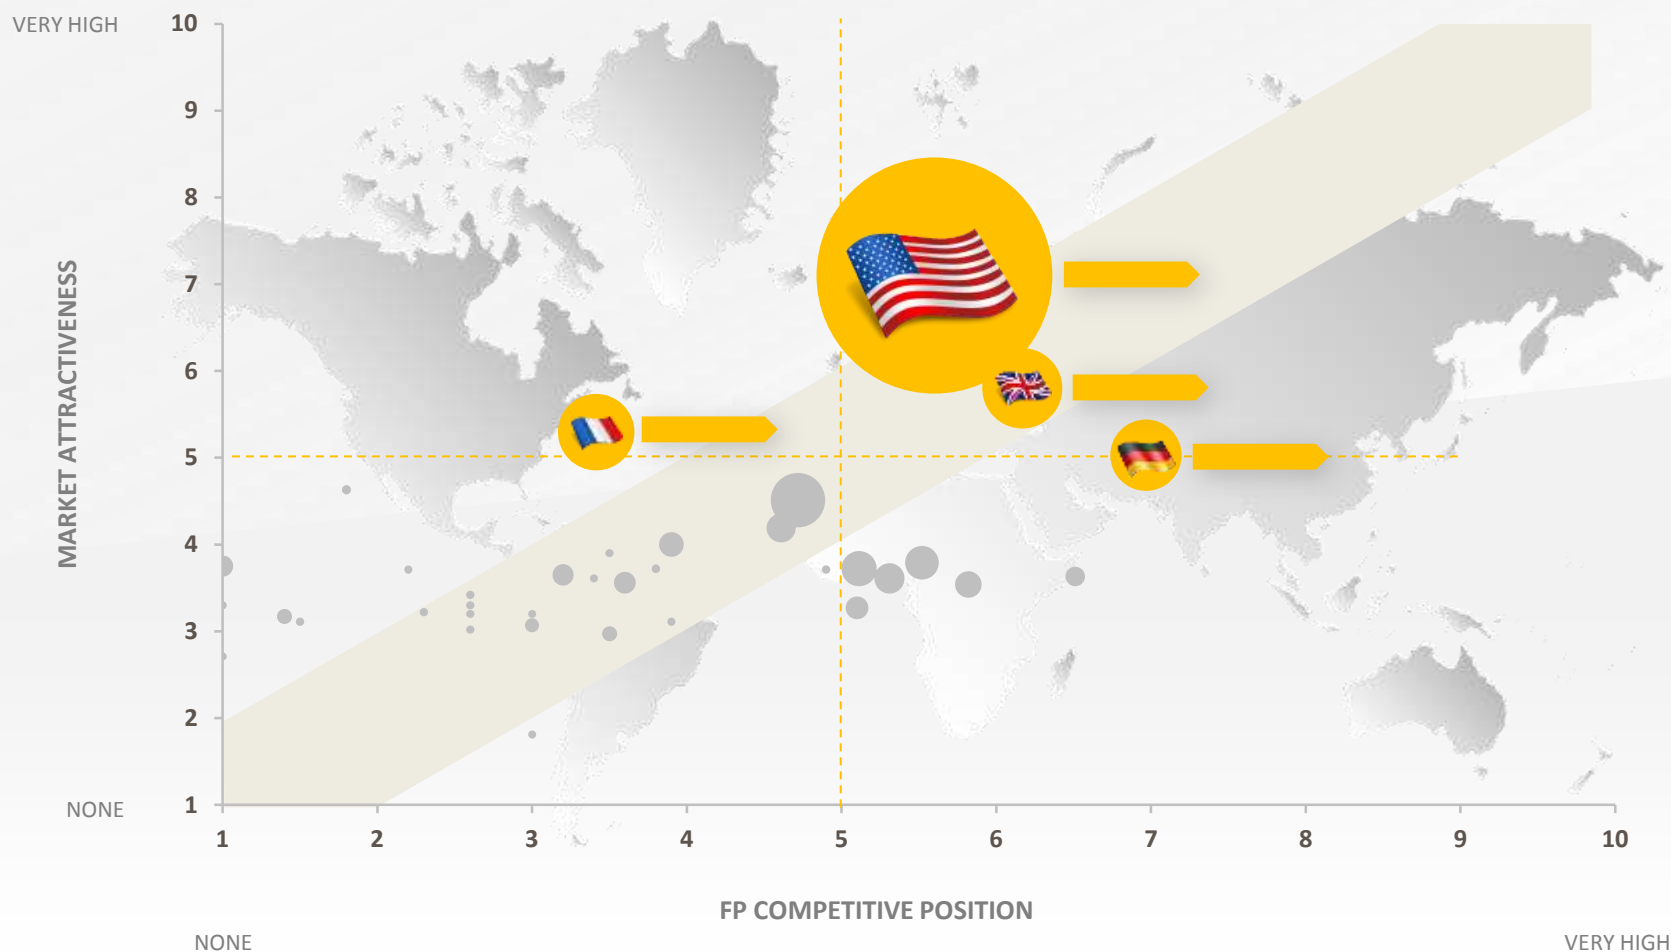 VERY HIGH
10
9
8
7
6
5
4
3
2
1
MARKET ATTRACTIVENESS
NONE
1 2 3 4 5 6 7 8 9 10
FP COMPETITIVE POSITION
NONE
VERY HIGH